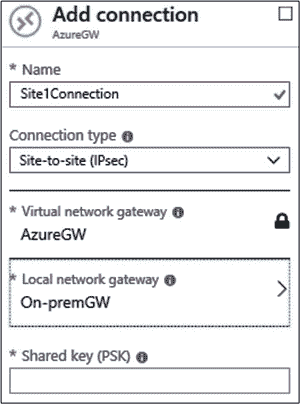 Add connection
AzureGW
* Name
Site1Connection
Connection type
Site-to-site (IPsec)
* Virtual network gateway
AzureGW
* Local network gateway
On-premGW
* Shared key (PSK)